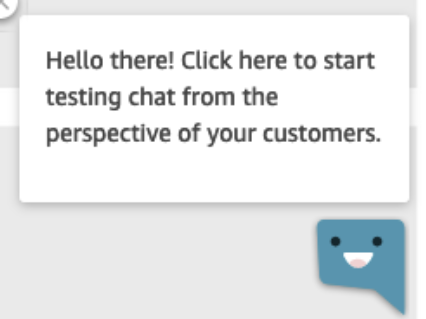 Hello there! Click here to start
testing chat from the
perspective of your customers.